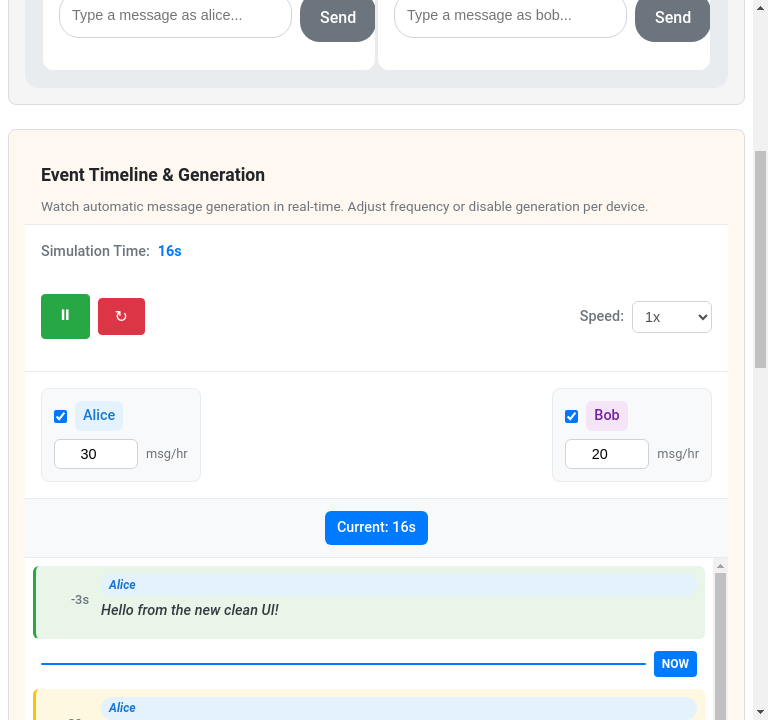 Type a message as alice...
Send
Type a message as bob...
Send
Event Timeline & Generation
Watch automatic message generation in real-time. Adjust frequency or disable generation per device.
Simulation Time: 16s
Speed: 1x
Alice
30 msg/hr
Bob
20 msg/hr
Current: 16s
Alice
-3s
Hello from the new clean UI!
NOW
Alice